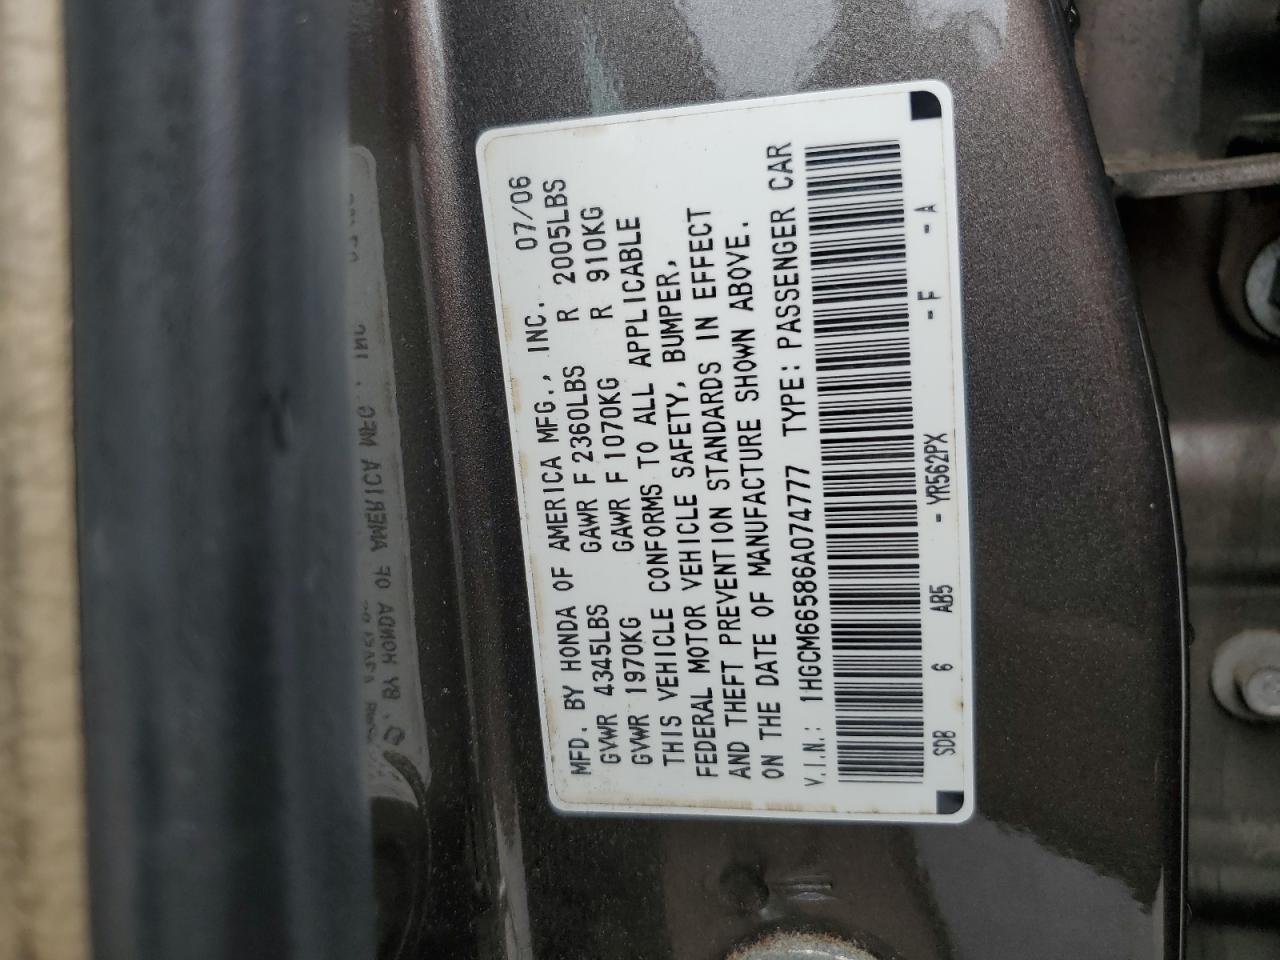 MFD. BY HONDA OF AMERICA MFG., INC. 07/06
GVWR 4345LBS GAWR F 2360LBS R 2005LBS
GVWR 1970KG GAWR F 1070KG R 910KG
THIS VEHICLE CONFORMS TO ALL APPLICABLE
FEDERAL MOTOR VEHICLE SAFETY, BUMPER,
AND THEFT PREVENTION STANDARDS IN EFFECT
ON THE DATE OF MANUFACTURE SHOWN ABOVE.
V.I.N.: 1HGCM66586A074777 TYPE: PASSENGER CAR
SDB 6 AB5 - YR562PX - F - A